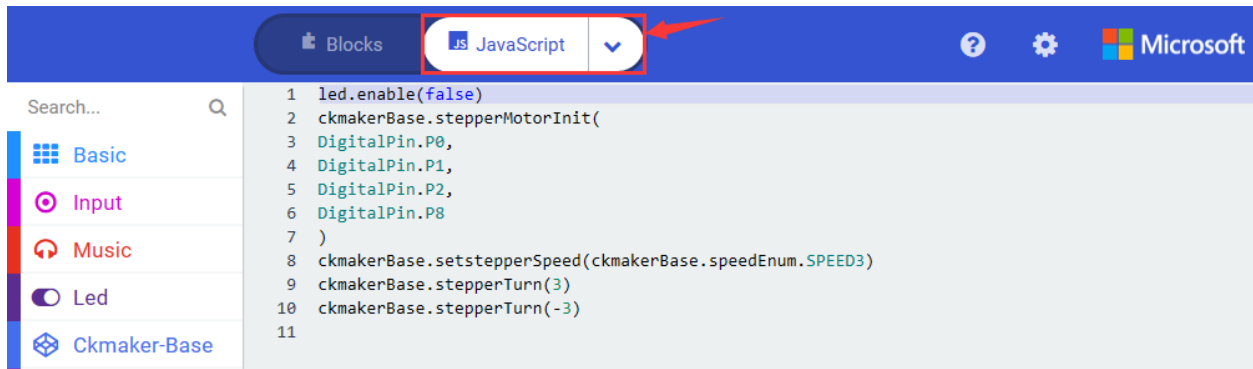 Blocks
JS JavaScript
Microsoft
Search...
Basic
Input
Music
Led
Ckmaker-Base
1 led.enable(false)
2 ckmakerBase.stepperMotorInit(
3 DigitalPin.P0,
4 DigitalPin.P1,
5 DigitalPin.P2,
6 DigitalPin.P8
7 )
8 ckmakerBase.setstepperSpeed(ckmakerBase.speedEnum.SPEED3)
9 ckmakerBase.stepperTurn(3)
10 ckmakerBase.stepperTurn(-3)
11